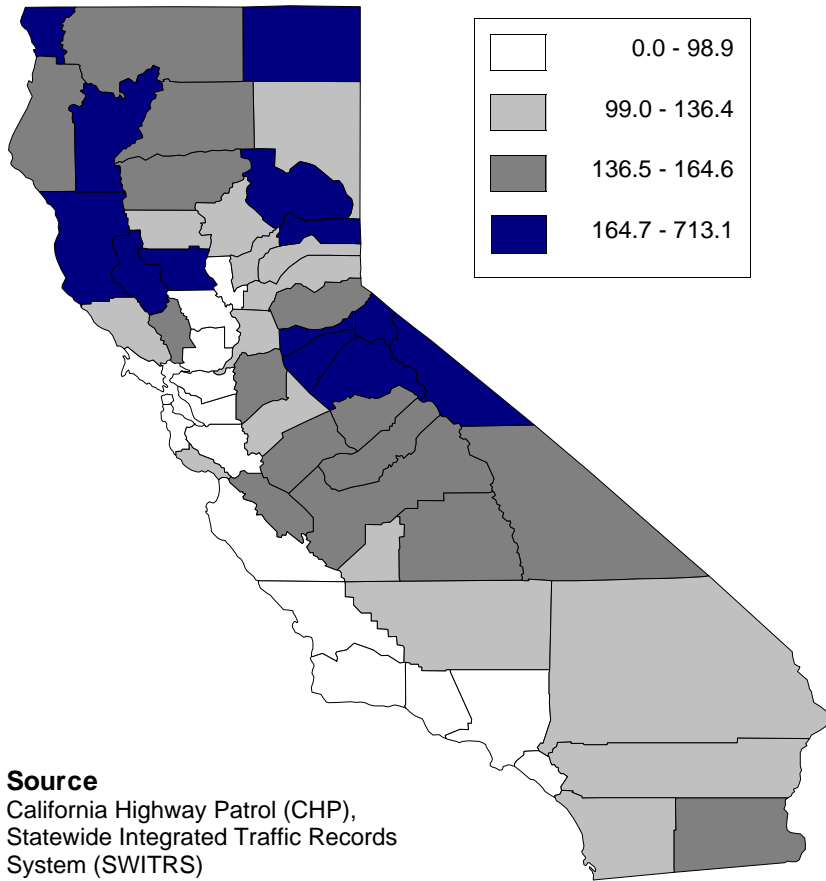 0.0 - 98.9
99.0 - 136.4
136.5 - 164.6
164.7 - 713.1
Source
California Highway Patrol (CHP),
Statewide Integrated Traffic Records
System (SWITRS)